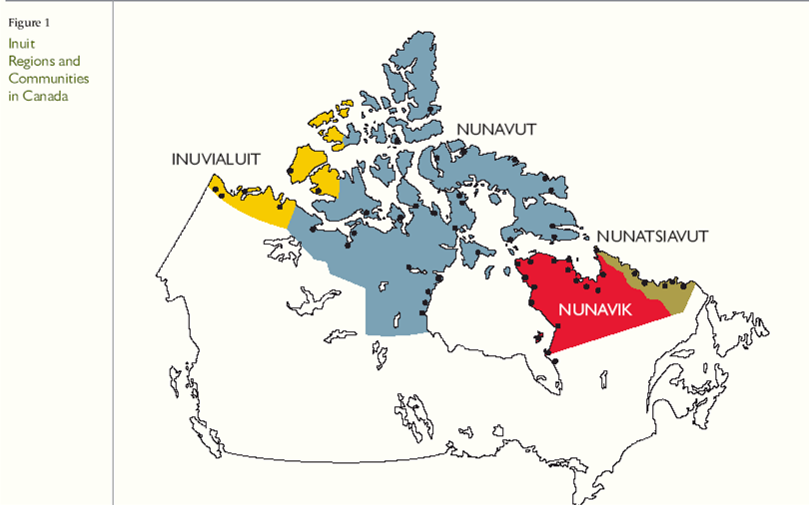 Figure 1
Inuit
Regions and
Communities
in Canada
NUNAVUT
INUVIALUIT
NUNATSIAVUT
NUNAVIK